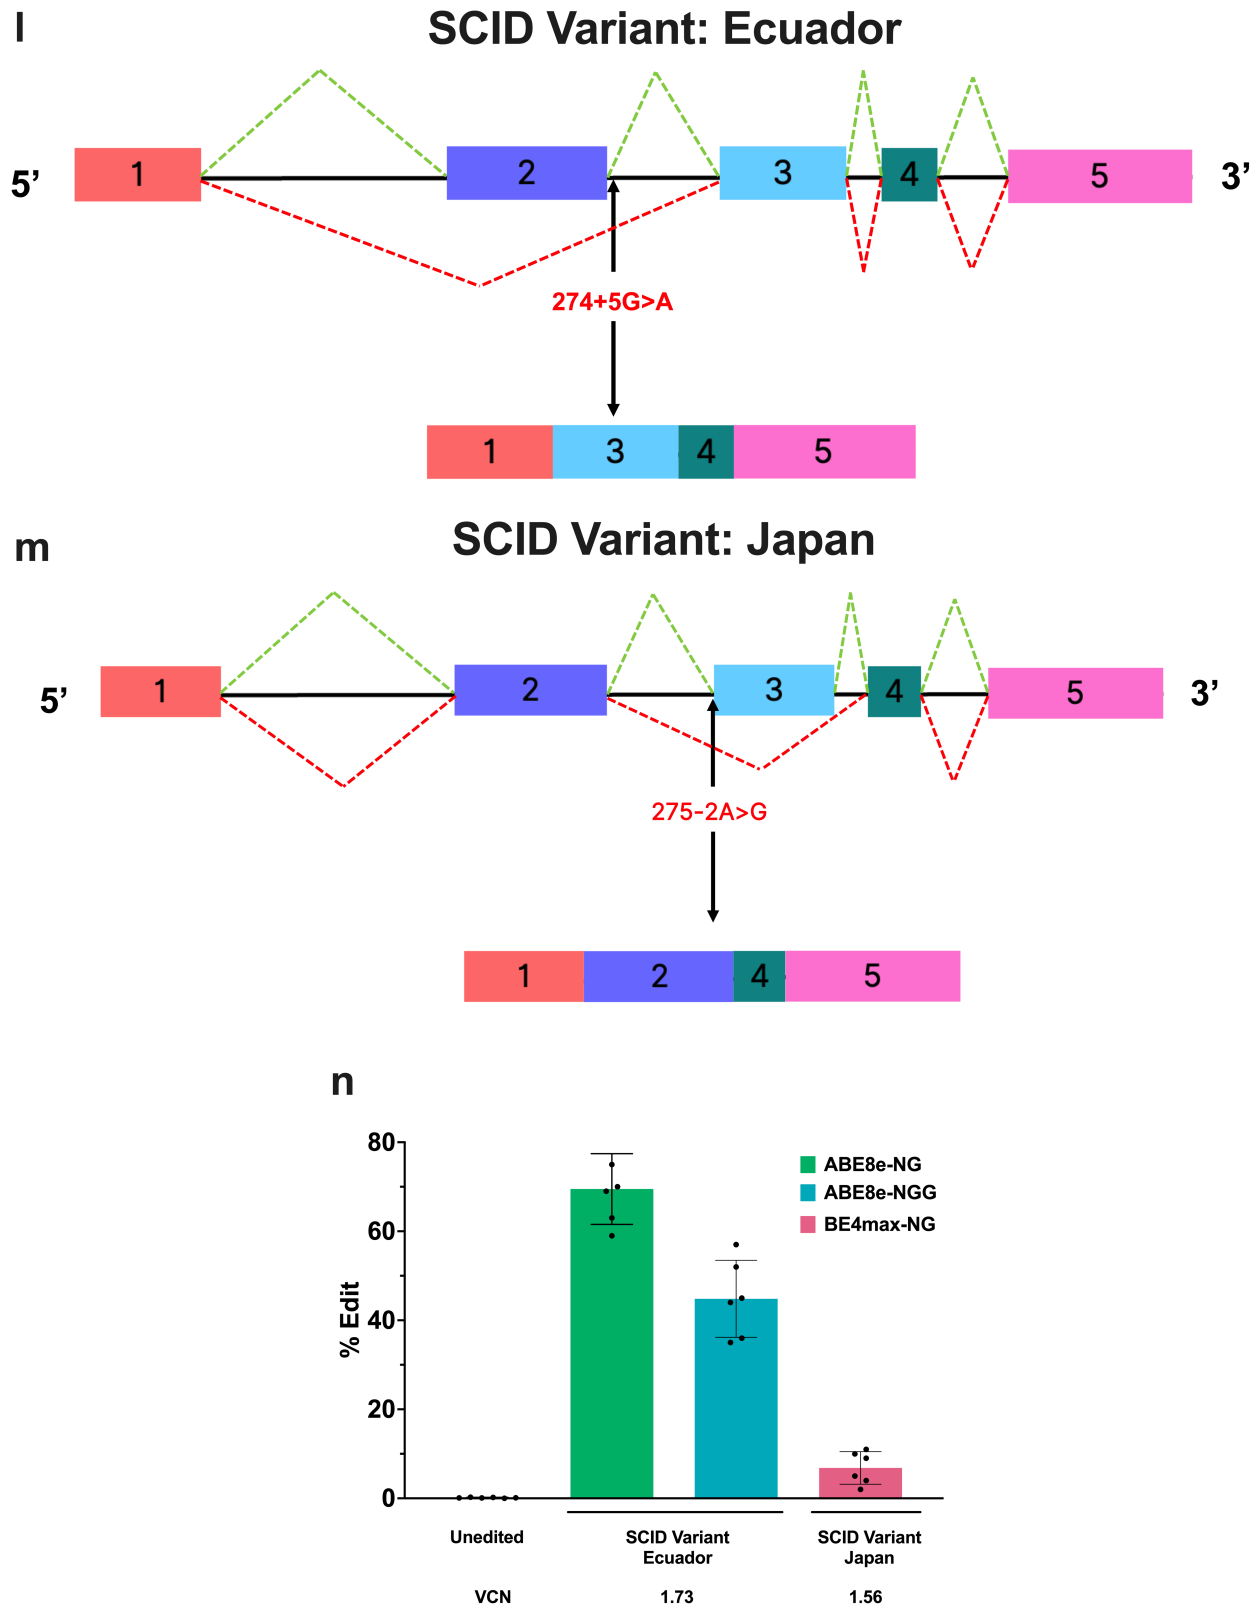 l
SCID Variant: Ecuador
5’ 1 2 3 4 5 3’
274+5G>A
1 3 4 5
m
SCID Variant: Japan
5’ 1 2 3 4 5 3’
275-2A>G
1 2 4 5
n
80
60
40
20
0
% Edit
ABE8e-NG
ABE8e-NGG
BE4max-NG
Unedited
SCID Variant
Ecuador
SCID Variant
Japan
VCN 1.73 1.56